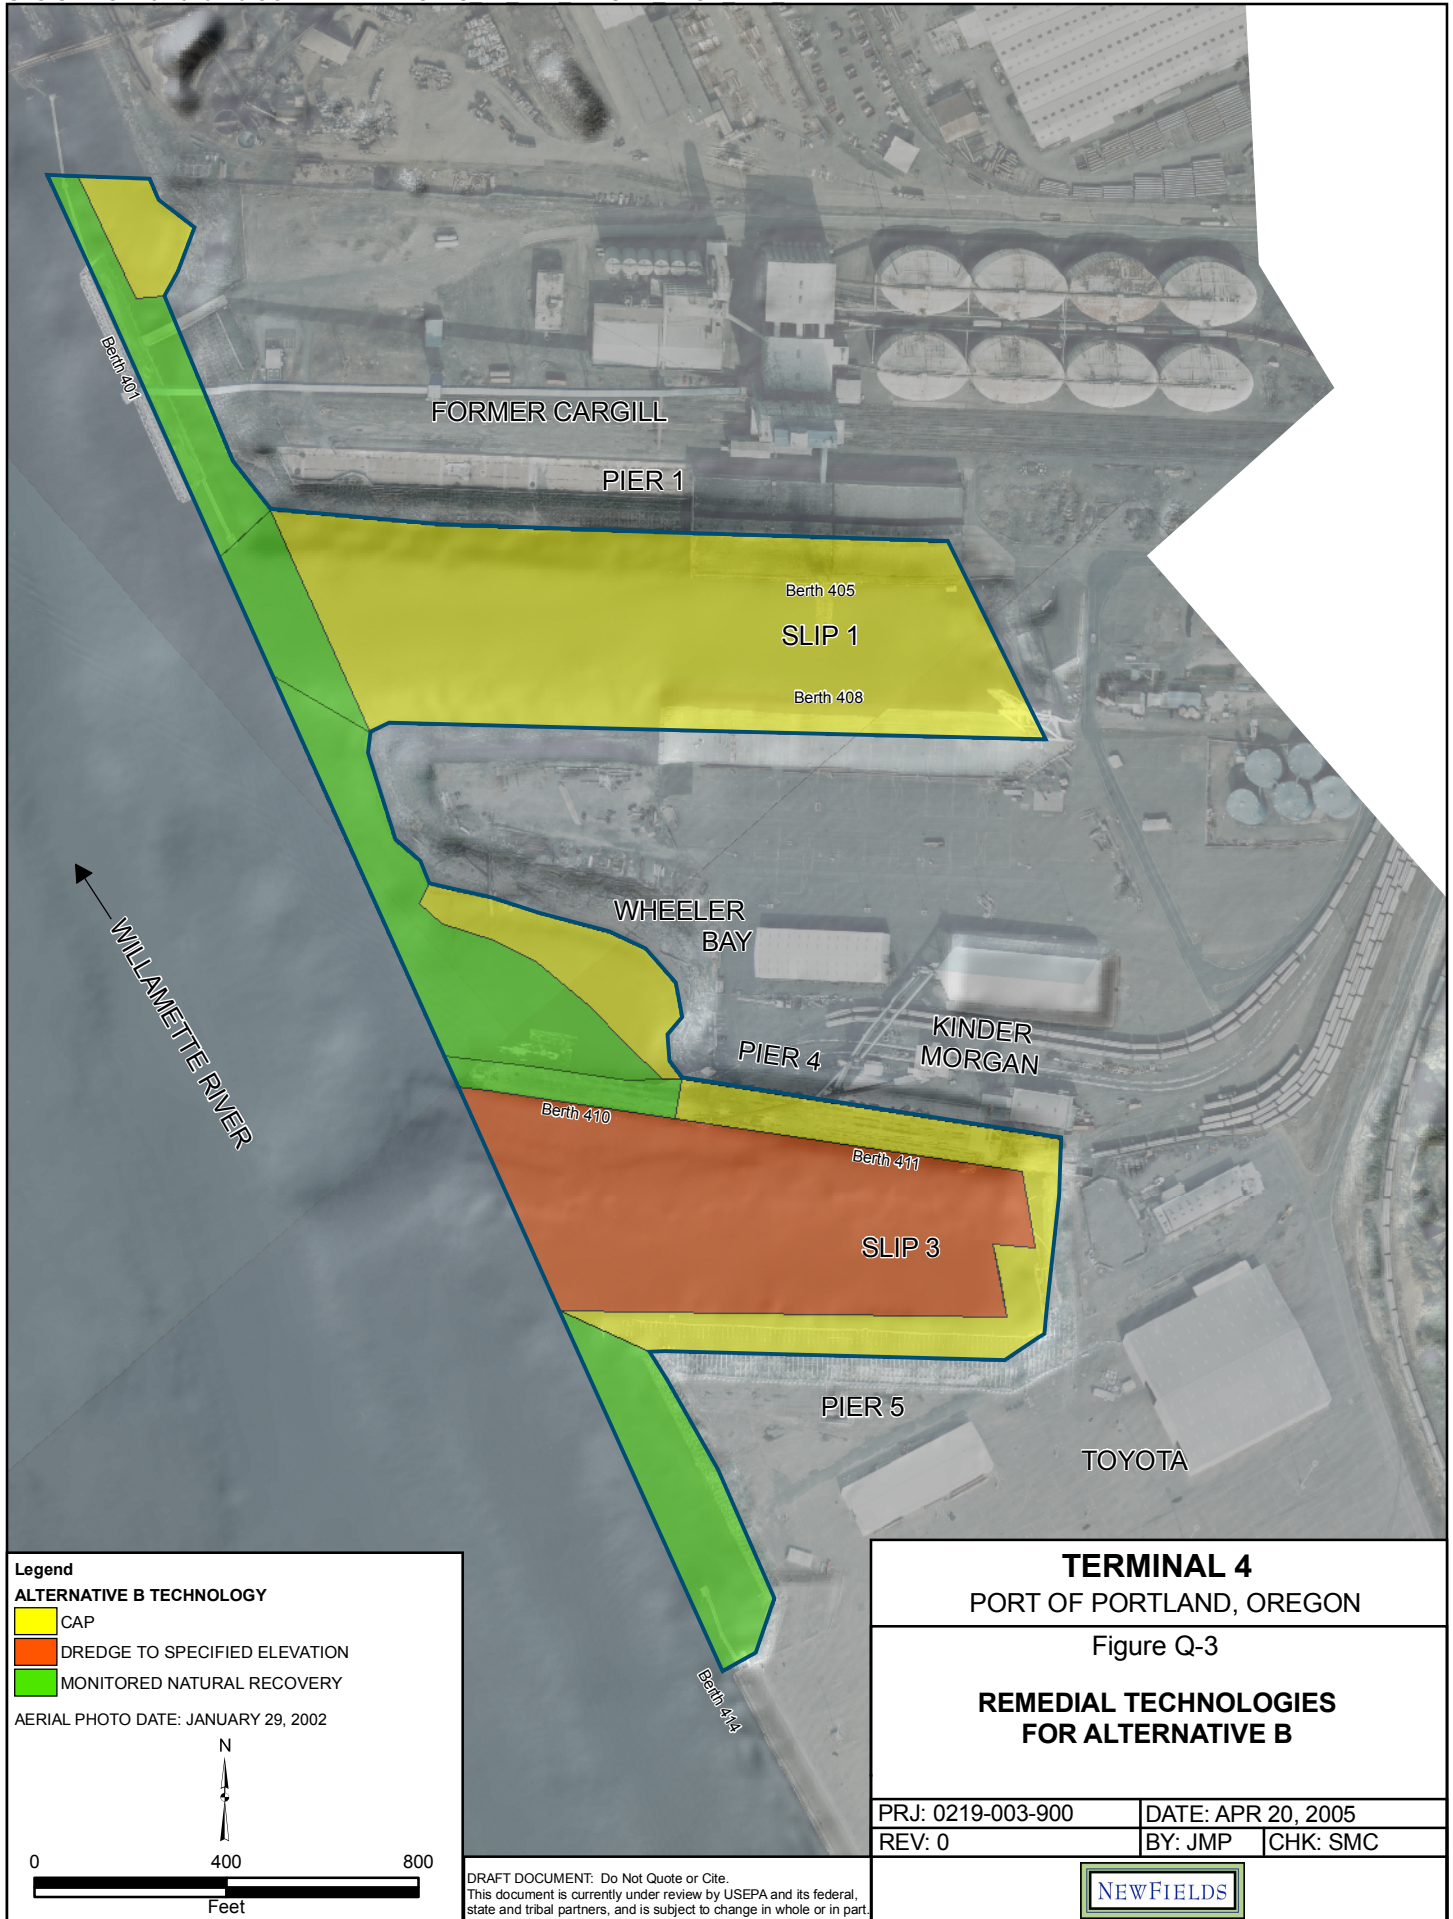 Berth 401
FORMER CARGILL
PIER 1
Berth 405
SLIP 1
Berth 408
WHEELER
BAY
WILLAMETTE RIVER
KINDER
MORGAN
PIER 4
Berth 410
Berth 411
SLIP 3
PIER 5
TOYOTA
Berth 414
Legend
ALTERNATIVE B TECHNOLOGY
CAP
DREDGE TO SPECIFIED ELEVATION
MONITORED NATURAL RECOVERY
AERIAL PHOTO DATE: JANUARY 29, 2002
N
0 400 800
Feet
DRAFT DOCUMENT: Do Not Quote or Cite.
This document is currently under review by USEPA and its federal,
state and tribal partners, and is subject to change in whole or in part.
TERMINAL 4
PORT OF PORTLAND, OREGON
Figure Q-3
REMEDIAL TECHNOLOGIES
FOR ALTERNATIVE B
PRJ: 0219-003-900 DATE: APR 20, 2005
REV: 0 BY: JMP CHK: SMC
NEWFIELDS